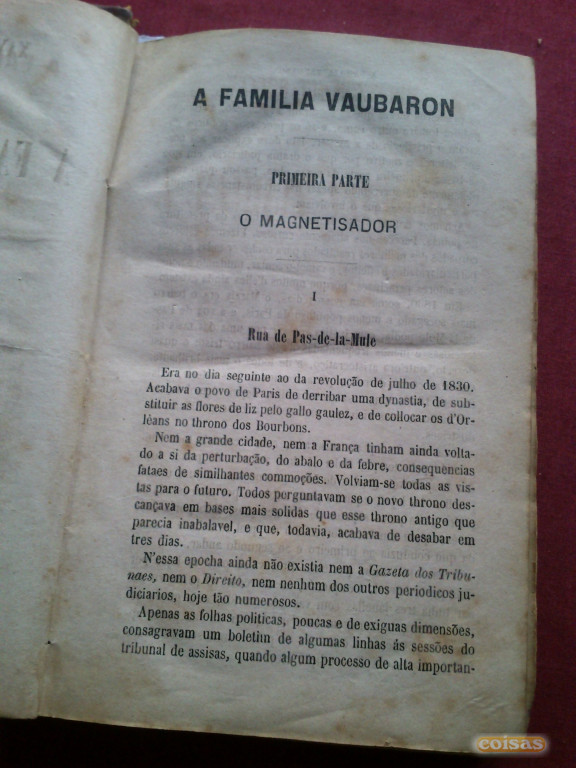 A FAMILIA VAUBARON
PRIMEIRA PARTE
O MAGNETISADOR
I
Rua de Pas-de-la-Mule
Era no dia seguinte ao da revolução de julho de 1830.
Acabava o povo de Paris de derribar uma dynastia, de sub-
stituir as flores de liz pelo gallo gaulez, e de collocar os d'Or-
léans no throno dos Bourbons.
Nem a grande cidade, nem a França tinham ainda volta-
do a si da perturbação, do abalo e da febre, consequencias
fataes de similhantes commoções. Volviam-se todas as vis-
tas para o futuro. Todos perguntavam se o novo throno des-
cançava em bases mais solidas que esse throno antigo que
parecia inabalavel, e que, todavia, acabava de desabar em
tres dias.
N'essa epocha ainda não existia nem a Gazeta dos Tribu-
naes, nem o Direito, nem nenhum dos outros periodicos ju-
diciarios, hoje tão numerosos.
Apenas as folhas politicas, poucas e de exiguas dimensões,
consagravam um boletim de algumas linhas ás sessões do
tribunal de assisas, quando algum processo de alta importan-
coisas